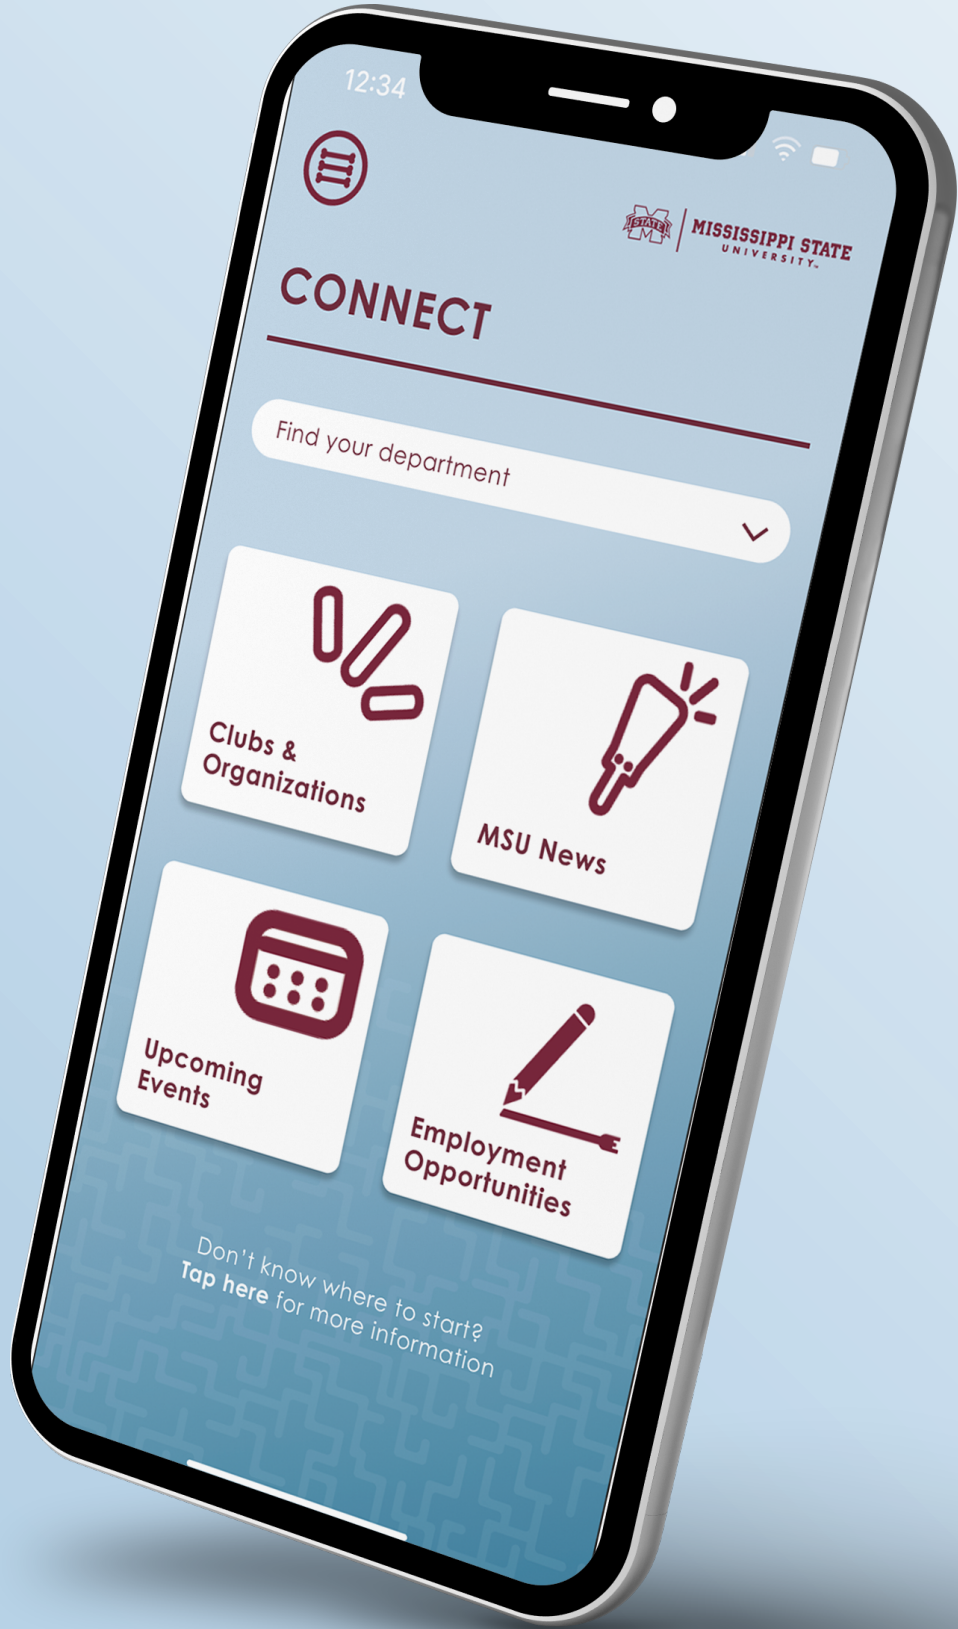 12:34
STATE
MISSISSIPPI STATE
UNIVERSITY™
CONNECT
Find your department
Clubs &
Organizations
MSU News
Upcoming
Events
Employment
Opportunities
Don't know where to start?
Tap here for more information